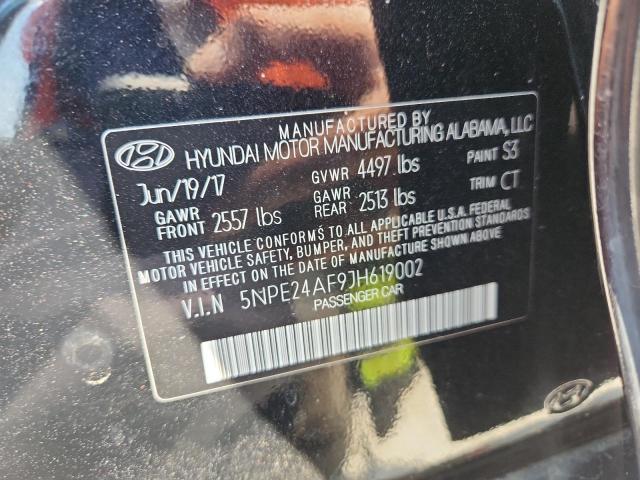 MANUFACTURED BY
HYUNDAI MOTOR MANUFACTURING ALABAMA, LLC
Jun/19/17 GVWR 4497 lbs PAINT S3
GAWR FRONT 2557 lbs GAWR REAR 2513 lbs TRIM CT
THIS VEHICLE CONFORMS TO ALL APPLICABLE U.S.A. FEDERAL
MOTOR VEHICLE SAFETY, BUMPER, AND THEFT PREVENTION STANDARDS
IN EFFECT ON THE DATE OF MANUFACTURE SHOWN ABOVE.
V.I.N 5NPE24AF9JH619002
PASSENGER CAR